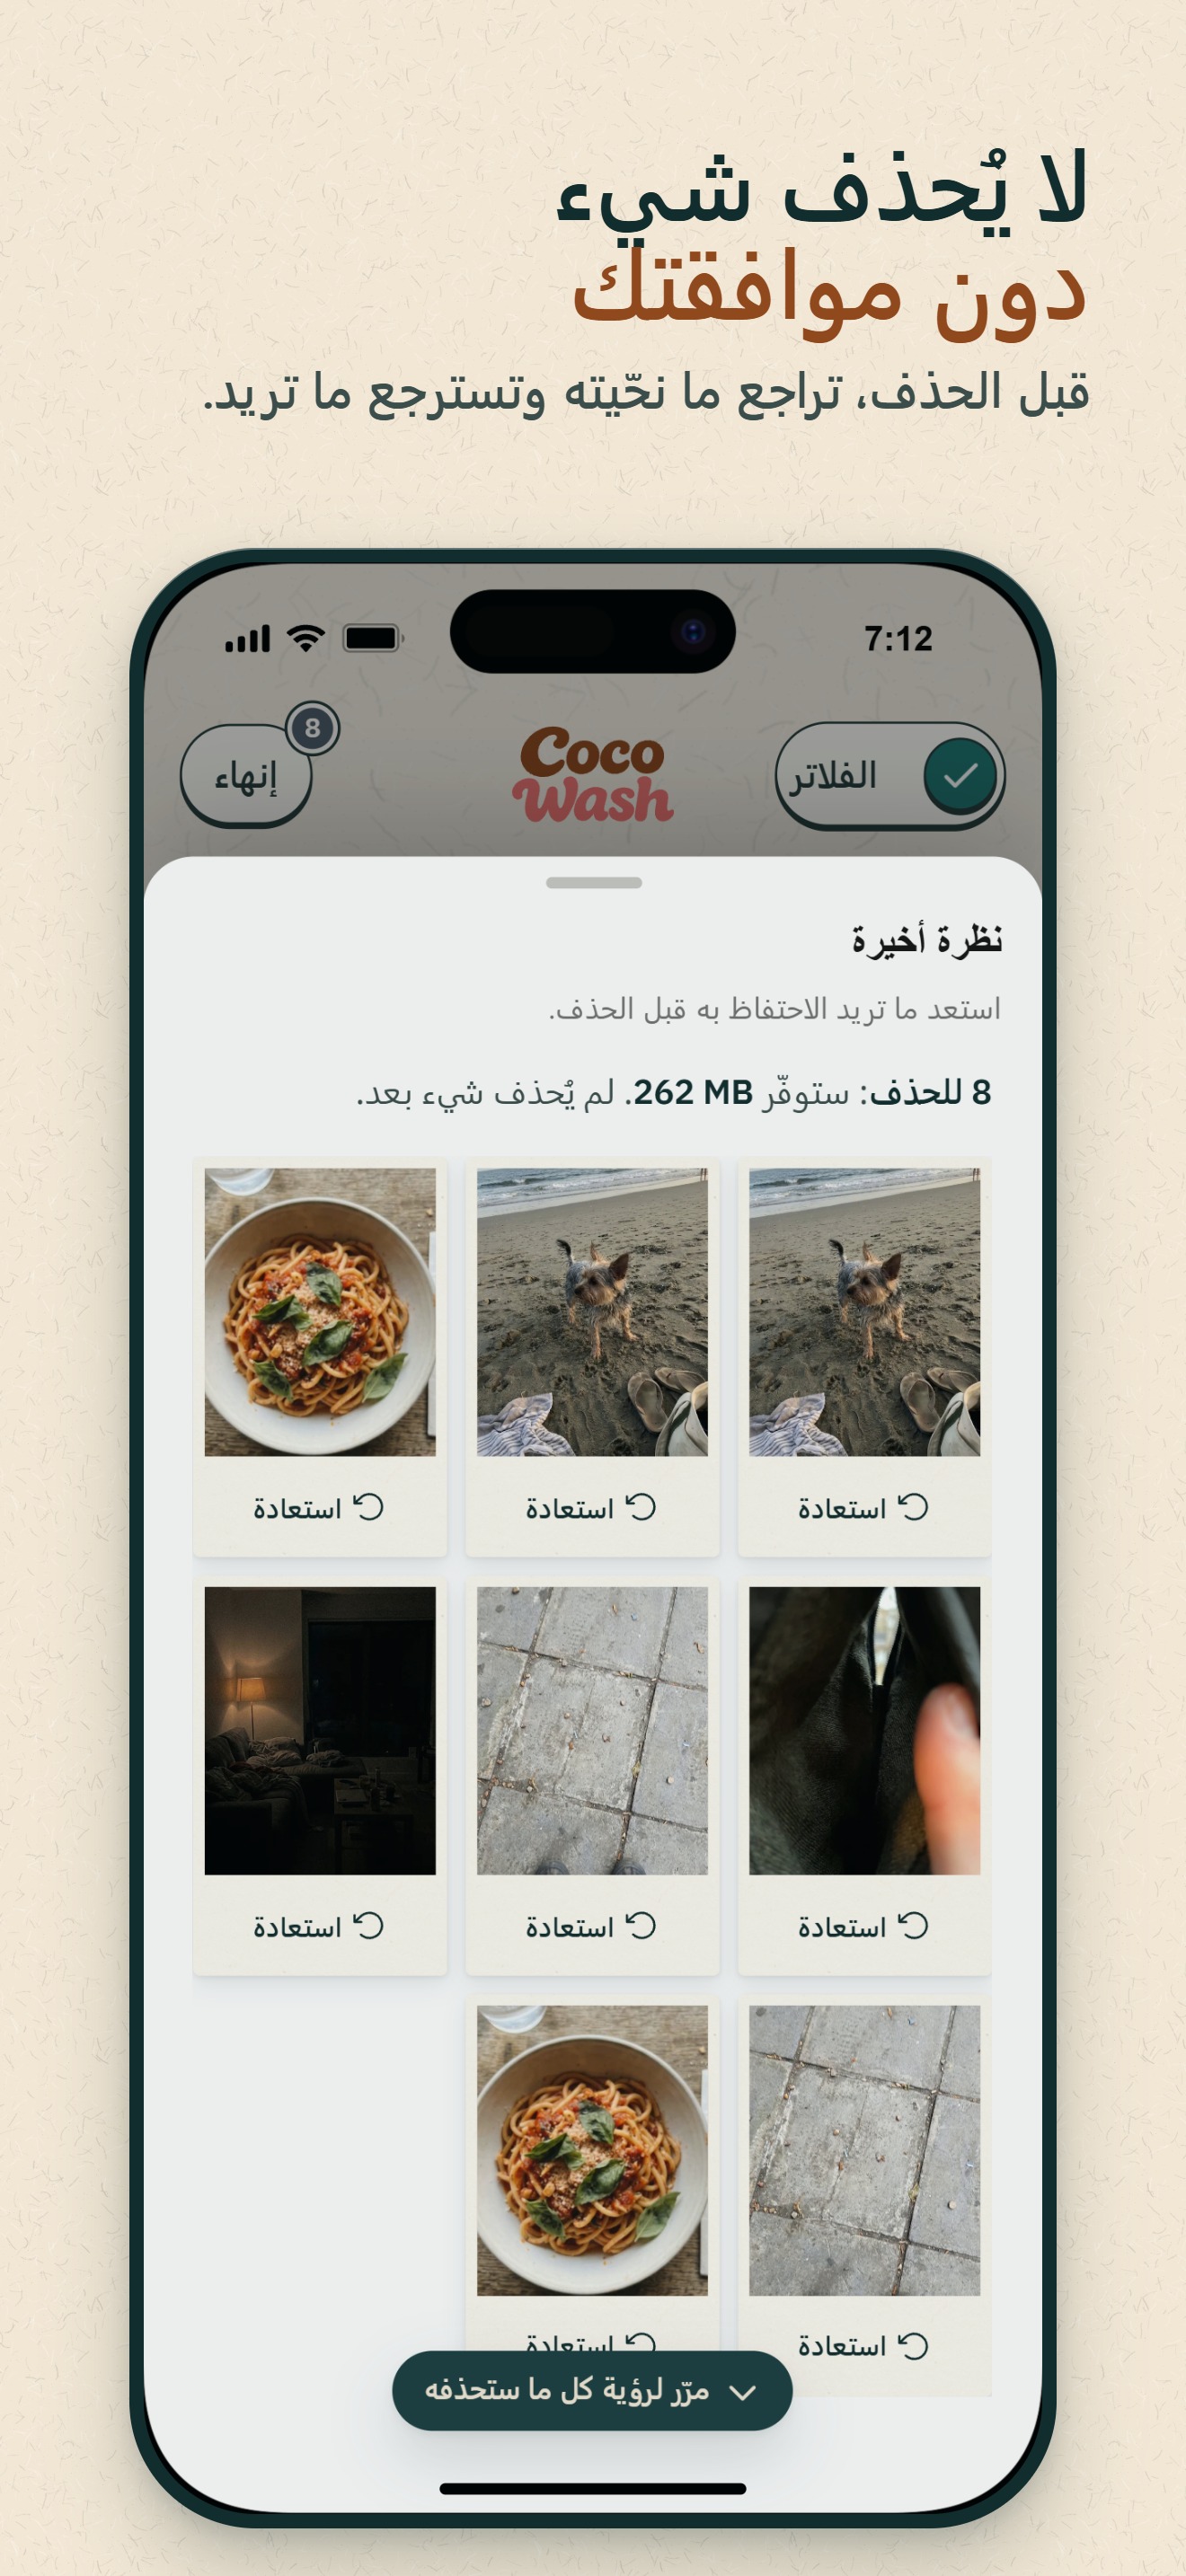 لا يُحذف شيء
دون موافقتك
قبل الحذف، تراجع ما نحّيته وتسترجع ما تريد.
7:12
الفلاتر
Coco
Wash
8
إنهاء
نظرة أخيرة
استعد ما تريد الاحتفاظ به قبل الحذف.
8 للحذف: ستوفّر 262 MB. لم يُحذف شيء بعد.
استعادة
استعادة
استعادة
استعادة
استعادة
استعادة
استعادة
استعادة
مرّر لرؤية كل ما ستحذفه